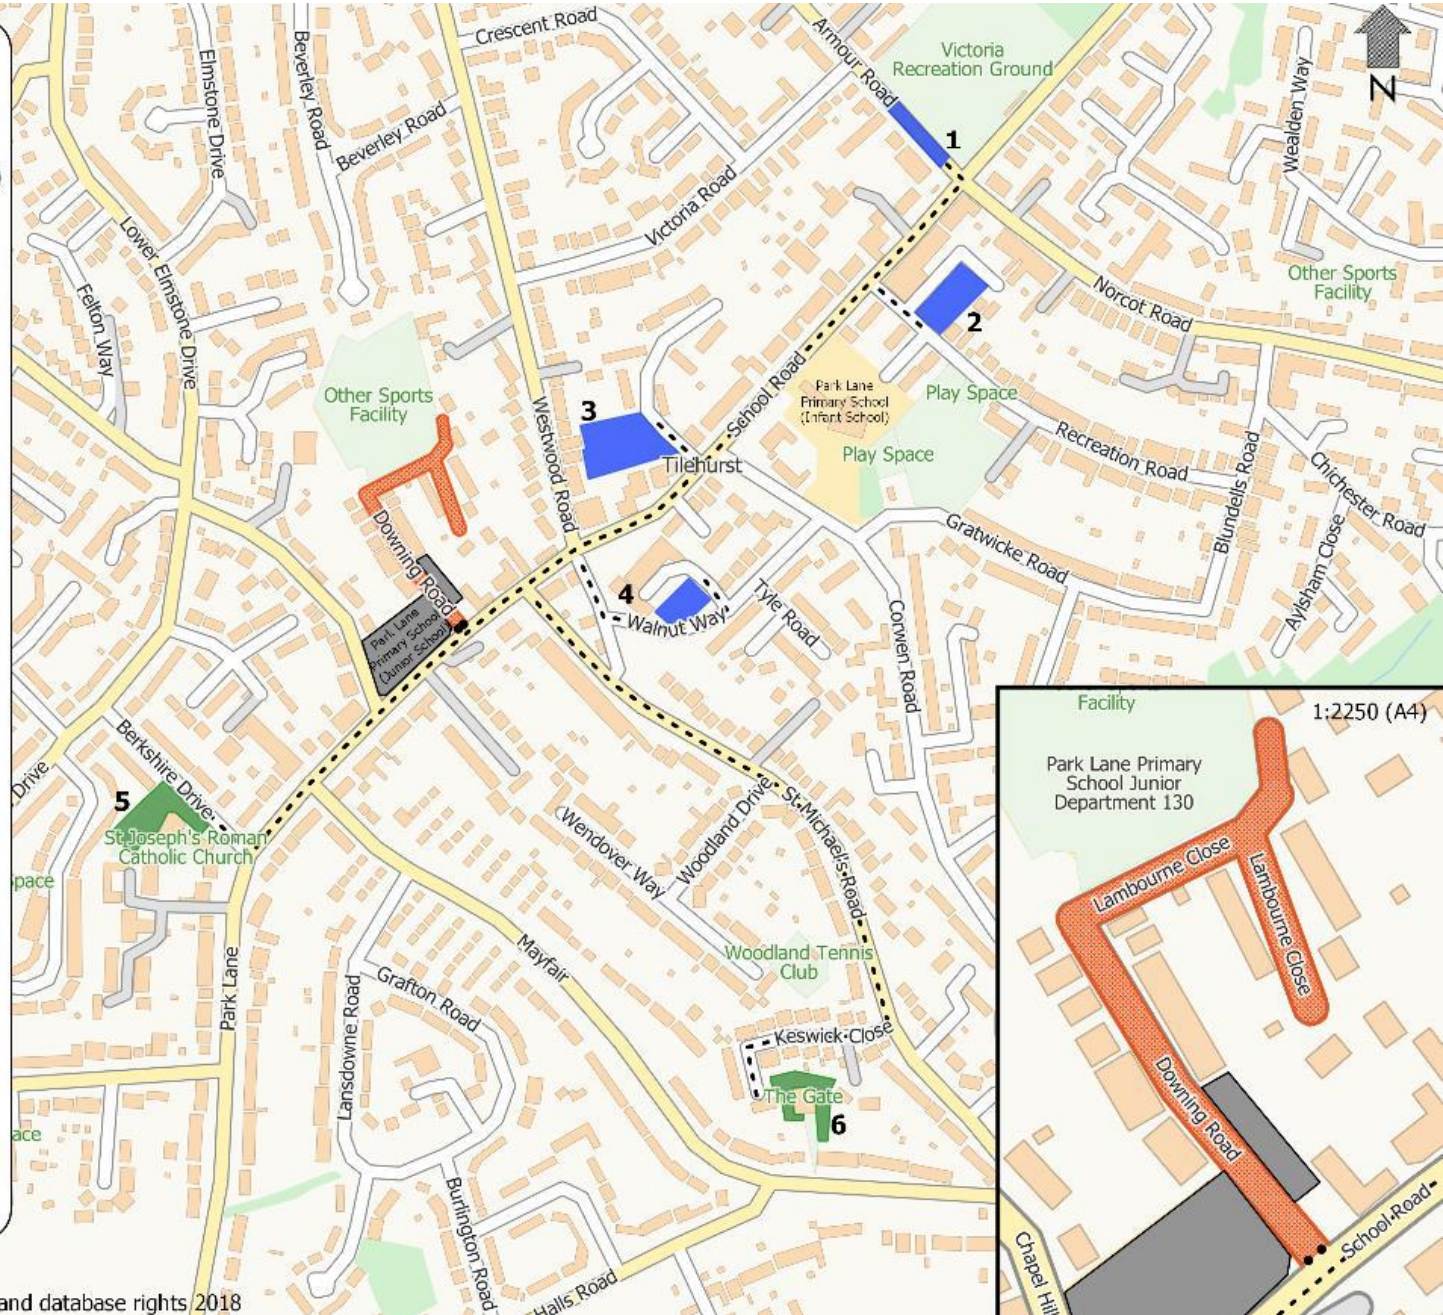 Crescent Road
Armour Road
Victoria
Recreation Ground
N
Elmstone Drive
Beverley Road
Beverley Road
Wealden Way
1
Victoria Road
Lower Elmstone Drive
Felton Way
Other Sports
Facility
Norcot Road
2
Other Sports
Facility
Westwood Road
3
School Road
Park Lane
Primary School
(Infant School)
Play Space
Play Space
Tilehurst
Recreation Road
Blundells Road
Chichester Road
Downing Road
Gratwicke Road
Aylsham Close
4
Walnut Way
Tyle Road
Corwen Road
Park Lane
Primary School
(Junior School)
Berkshire Drive
Drive
5
St Joseph's Roman
Catholic Church
pace
Wendover Way
Woodland Drive
St Michael's Road
Mayfair
Woodland Tennis
Club
Park Lane
Lansdowne Road
Grafton Road
Keswick Close
The Gate
6
ace
Burlington Road
Halls Road
and database rights 2018
Facility
1:2250 (A4)
Park Lane Primary
School Junior
Department 130
Lambourne Close
Lambourne Close
Downing Road
School Road
Chapel Hill